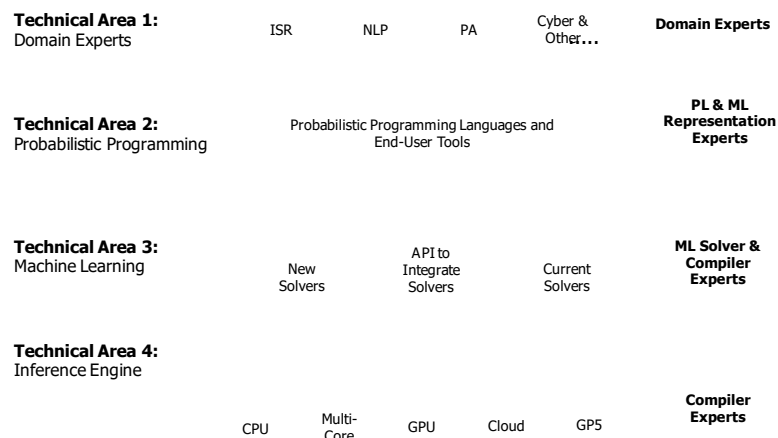 Technical Area 1:
Domain Experts
ISR
NLP
PA
Cyber &
Other.....
Domain Experts
Technical Area 2:
Probabilistic Programming
Probabilistic Programming Languages and
End-User Tools
PL & ML
Representation
Experts
Technical Area 3:
Machine Learning
New
Solvers
API to
Integrate
Solvers
Current
Solvers
ML Solver &
Compiler
Experts
Technical Area 4:
Inference Engine
CPU
Multi-
Core
GPU
Cloud
GP5
Compiler
Experts